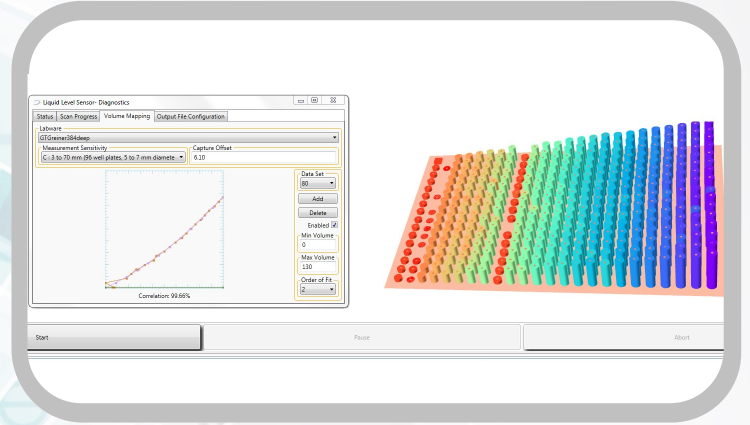 Liquid Level Sensor- Diagnostics
Status Scan Progress Volume Mapping Output File Configuration
Labware
GTGreiner384deep
Measurement Sensitivity Capture Offset
C : 3 to 70 mm (96 well plates, 5 to 7 mm diamete 6.10
Data Set
80
Add
Delete
Enabled
Min Volume
0
Max Volume
130
Order of Fit
2
Correlation: 99.66%
Start Pause Abort